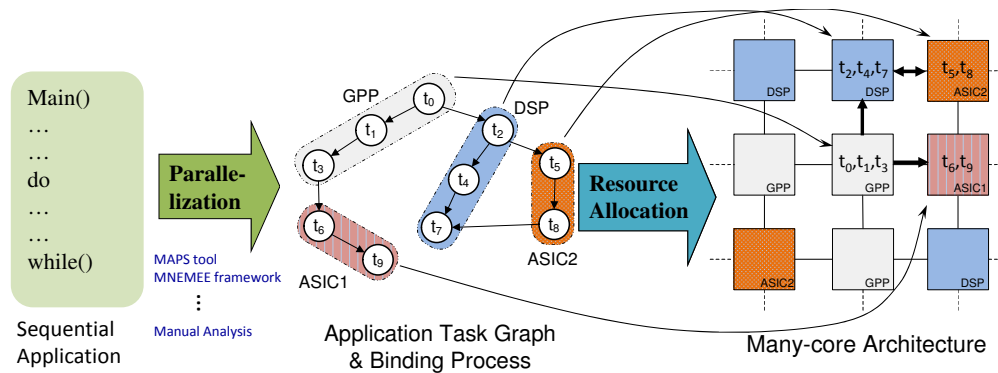 Main()
…
…
do
…
…
while()
Sequential
Application
Paralle-
lization
MAPS tool
MNEMEE framework
Manual Analysis
GPP
t0
t1
t3
DSP
t2
t4
t7
t5
t8
ASIC2
t6
t9
ASIC1
Application Task Graph
& Binding Process
Resource
Allocation
DSP
t2,t4,t7
DSP
t5,t8
ASIC2
GPP
t0,t1,t3
GPP
t6,t9
ASIC1
ASIC2
GPP
DSP
Many-core Architecture